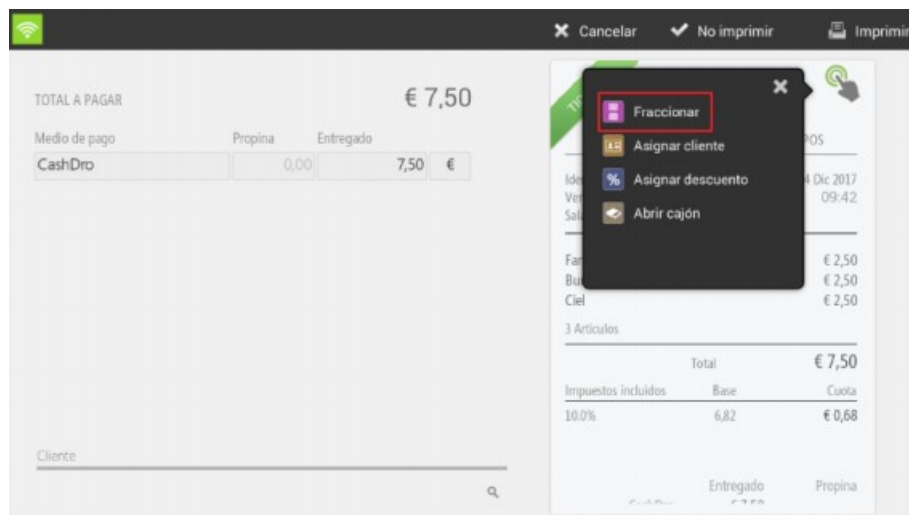 Cancelar
No imprimir
Imprimir
TOTAL A PAGAR
€ 7,50
Medio de pago
Propina
Entregado
CashDro
0,00
7,50 €
Cliente
Fraccionar
Asignar cliente
% Asignar descuento
Abrir cajón
POS
Dic 2017
09:42
€ 2,50
€ 2,50
Ciel € 2,50
3 Artículos
Total € 7,50
Impuestos incluidos Base Cuota
10.0% 6,82 € 0,68
Entregado Propina